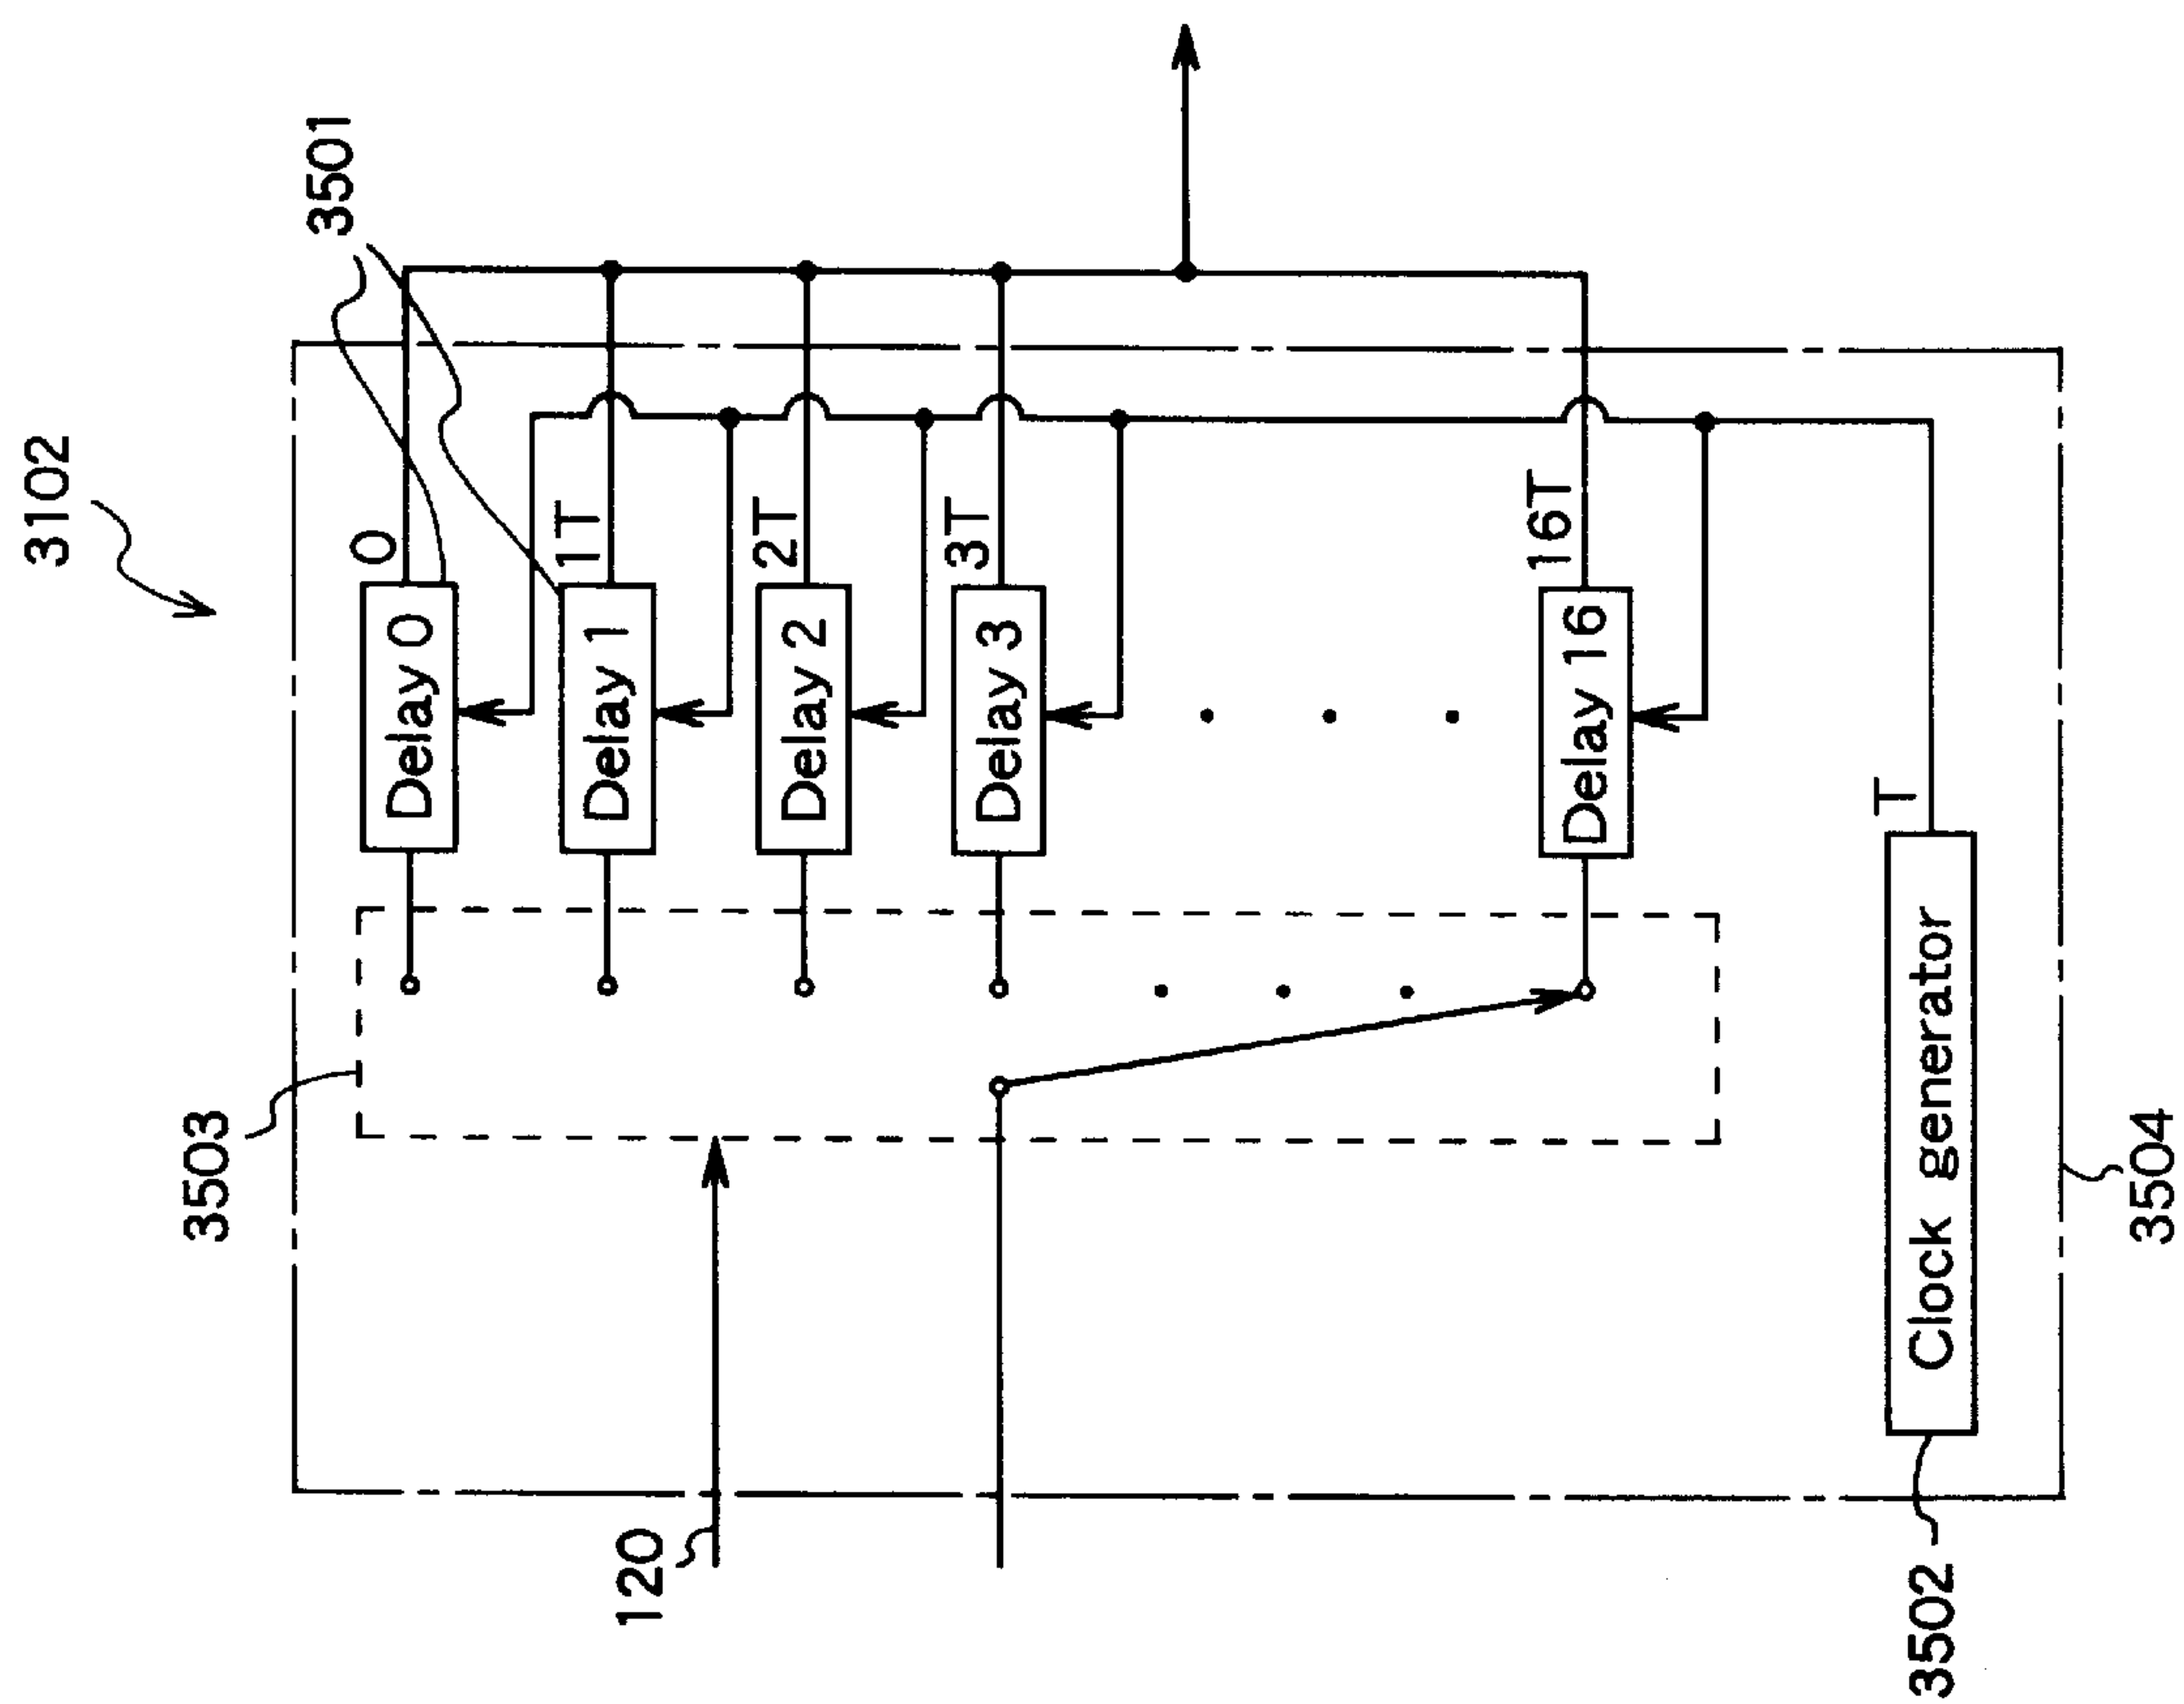 3102
3501
Delay 0
0
Delay 1
1T
Delay 2
2T
Delay 3
3T
Delay 16
16T
3503
120
Clock generator
T
3502
3504